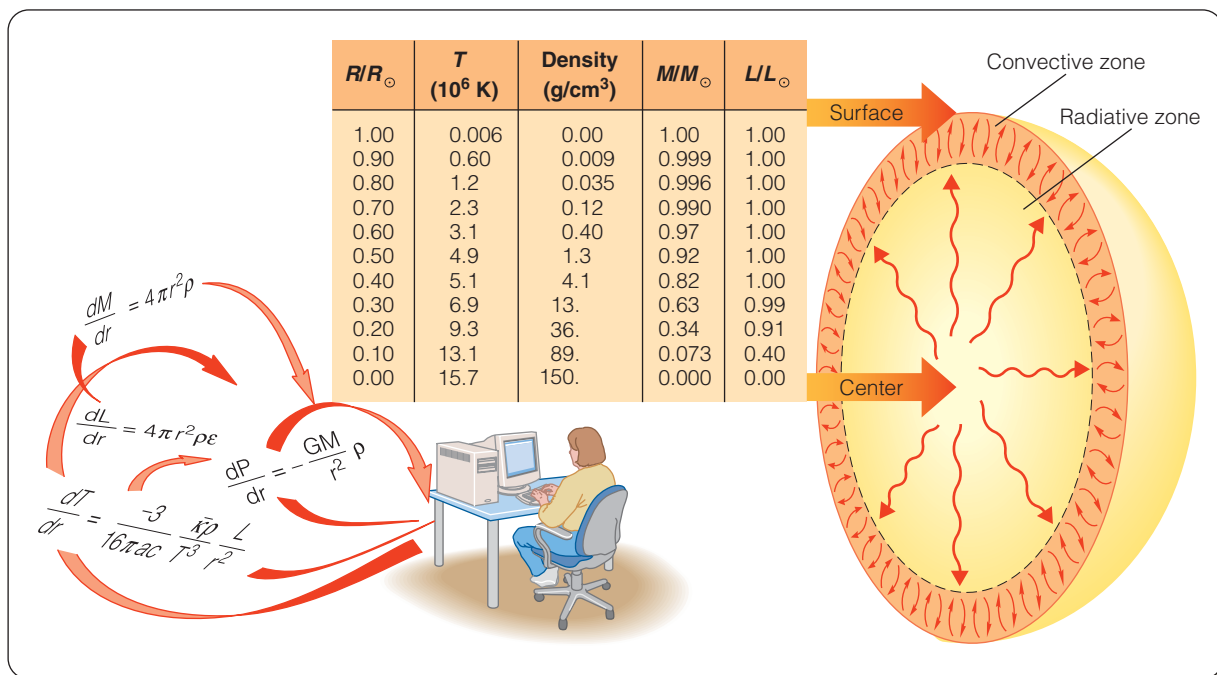 R/R☉ T (10⁶ K) Density (g/cm³) M/M☉ L/L☉
1.00 0.006 0.00 1.00 1.00
0.90 0.60 0.009 0.999 1.00
0.80 1.2 0.035 0.996 1.00
0.70 2.3 0.12 0.990 1.00
0.60 3.1 0.40 0.97 1.00
0.50 4.9 1.3 0.92 1.00
0.40 5.1 4.1 0.82 1.00
0.30 6.9 13. 0.63 0.99
0.20 9.3 36. 0.34 0.91
0.10 13.1 89. 0.073 0.40
0.00 15.7 150. 0.000 0.00
Convective zone
Radiative zone
Surface
Center
dM/dr = 4πr²ρ
dL/dr = 4πr²ρε
dP/dr = - GM/r² ρ
dT/dr = -3/16πac κ̄ρ/T³ L/r²